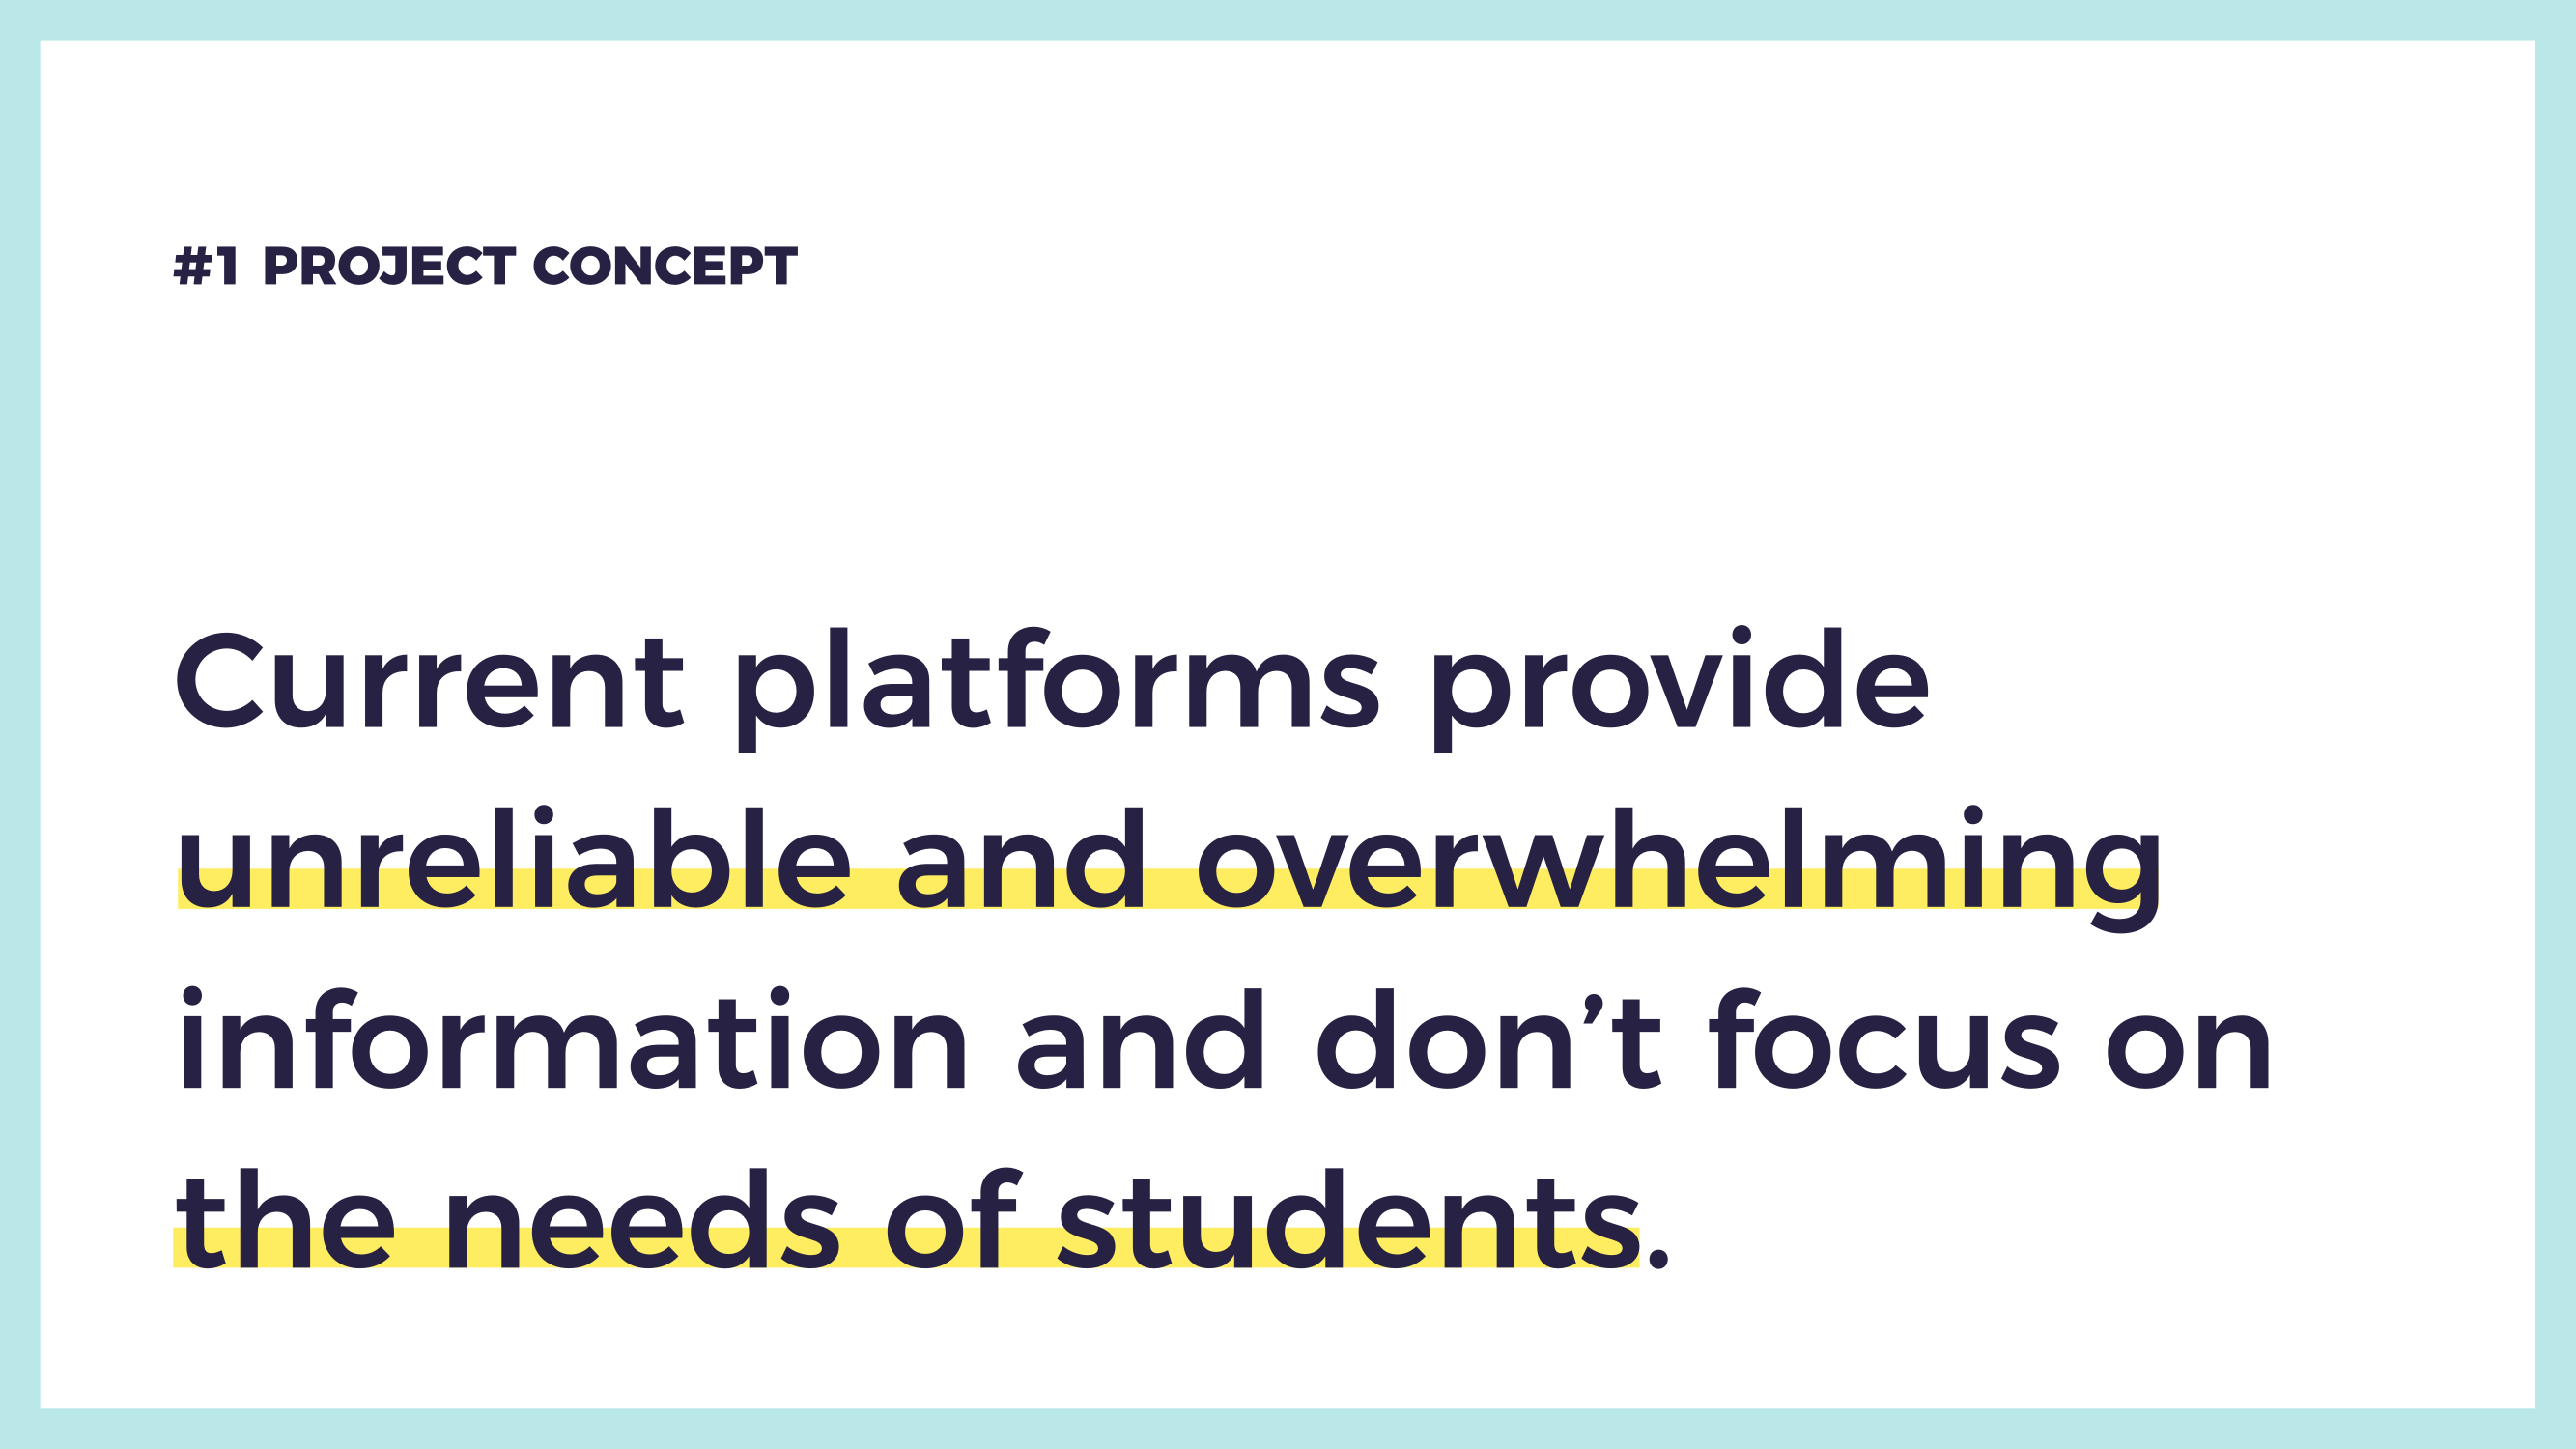 #1 PROJECT CONCEPT
Current platforms provide
unreliable and overwhelming
information and don’t focus on
the needs of students.